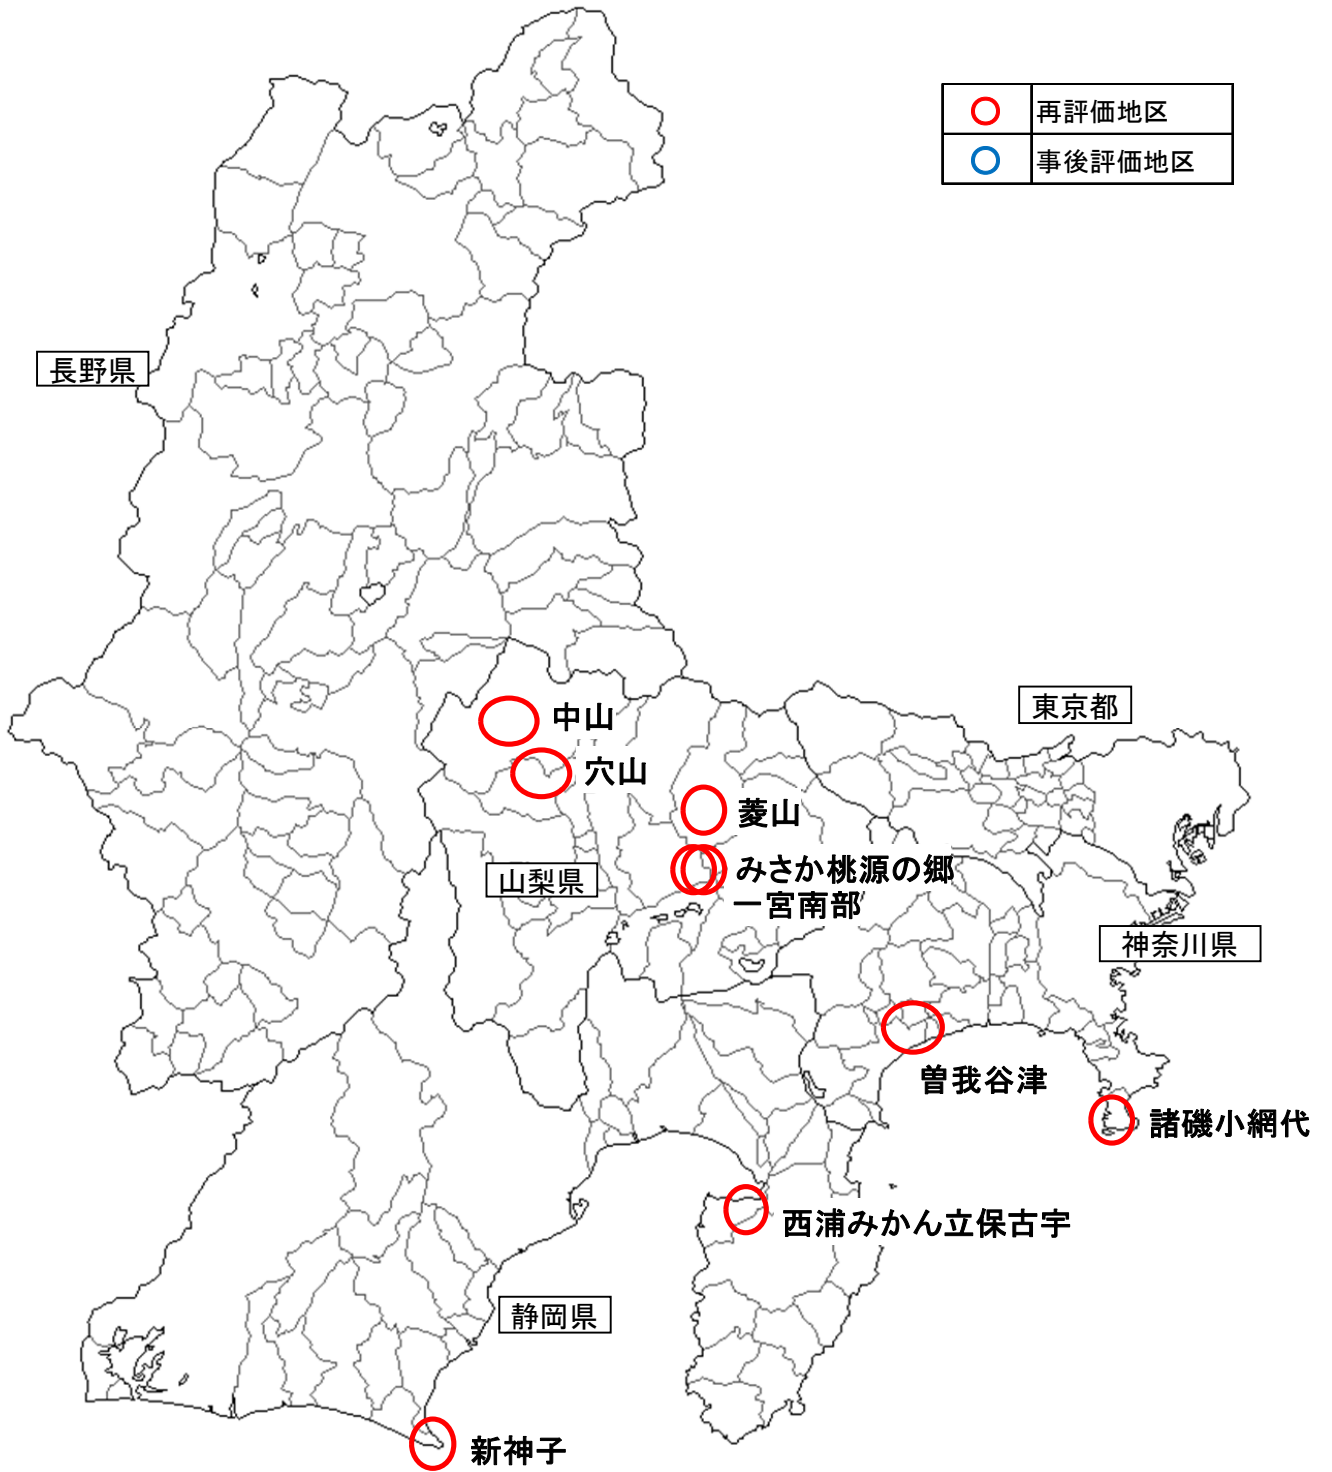 再評価地区
事後評価地区
長野県
東京都
中山
穴山
菱山
山梨県
みさか桃源の郷
一宮南部
神奈川県
曽我谷津
諸磯小網代
西浦みかん立保古宇
静岡県
新神子